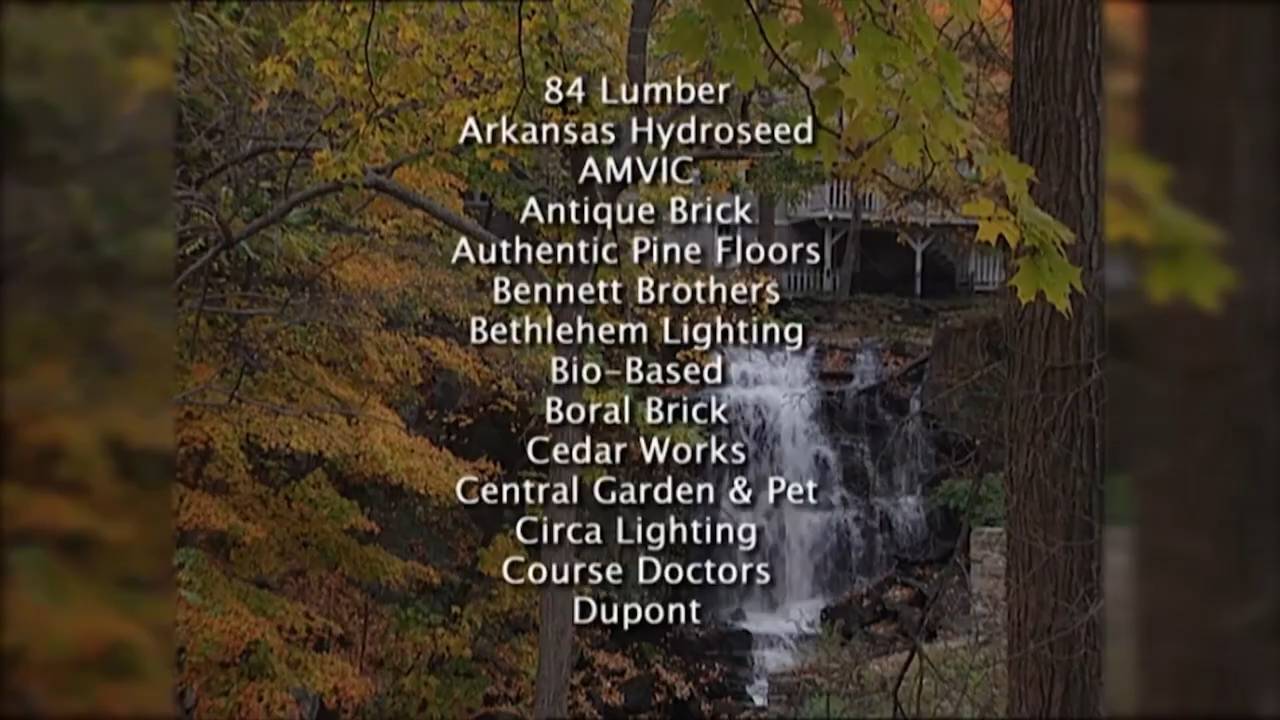 84 Lumber
Arkansas Hydroseed
AMVIC
Antique Brick
Authentic Pine Floors
Bennett Brothers
Bethlehem Lighting
Bio-Based
Boral Brick
Cedar Works
Central Garden & Pet
Circa Lighting
Course Doctors
Dupont